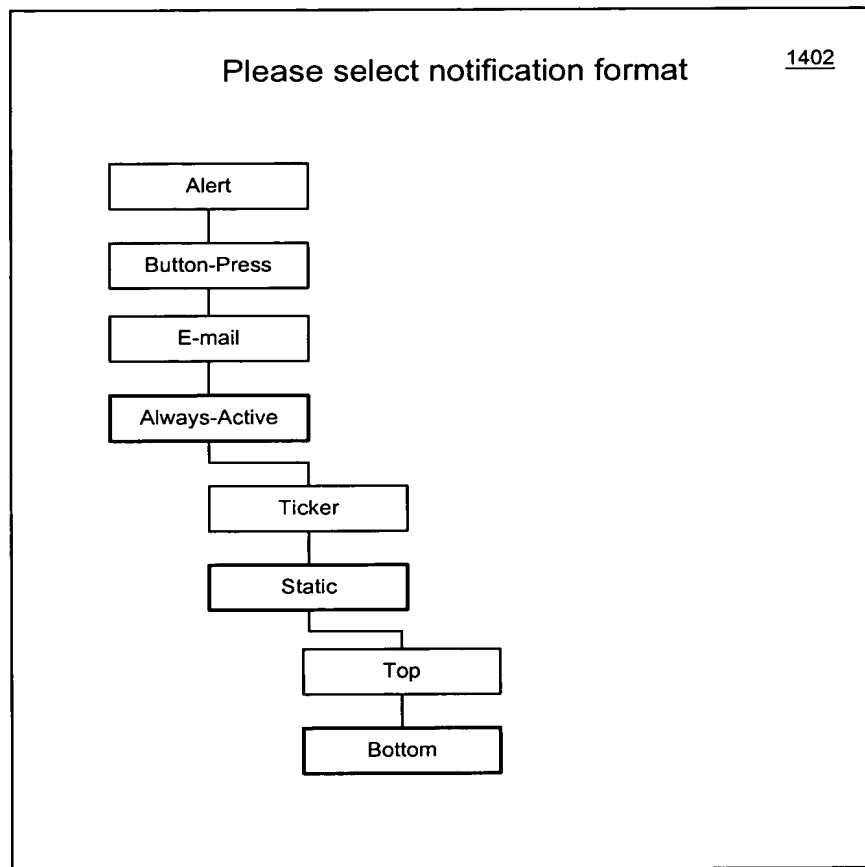 Please select notification format
1402
Alert
Button-Press
E-mail
Always-Active
Ticker
Static
Top
Bottom